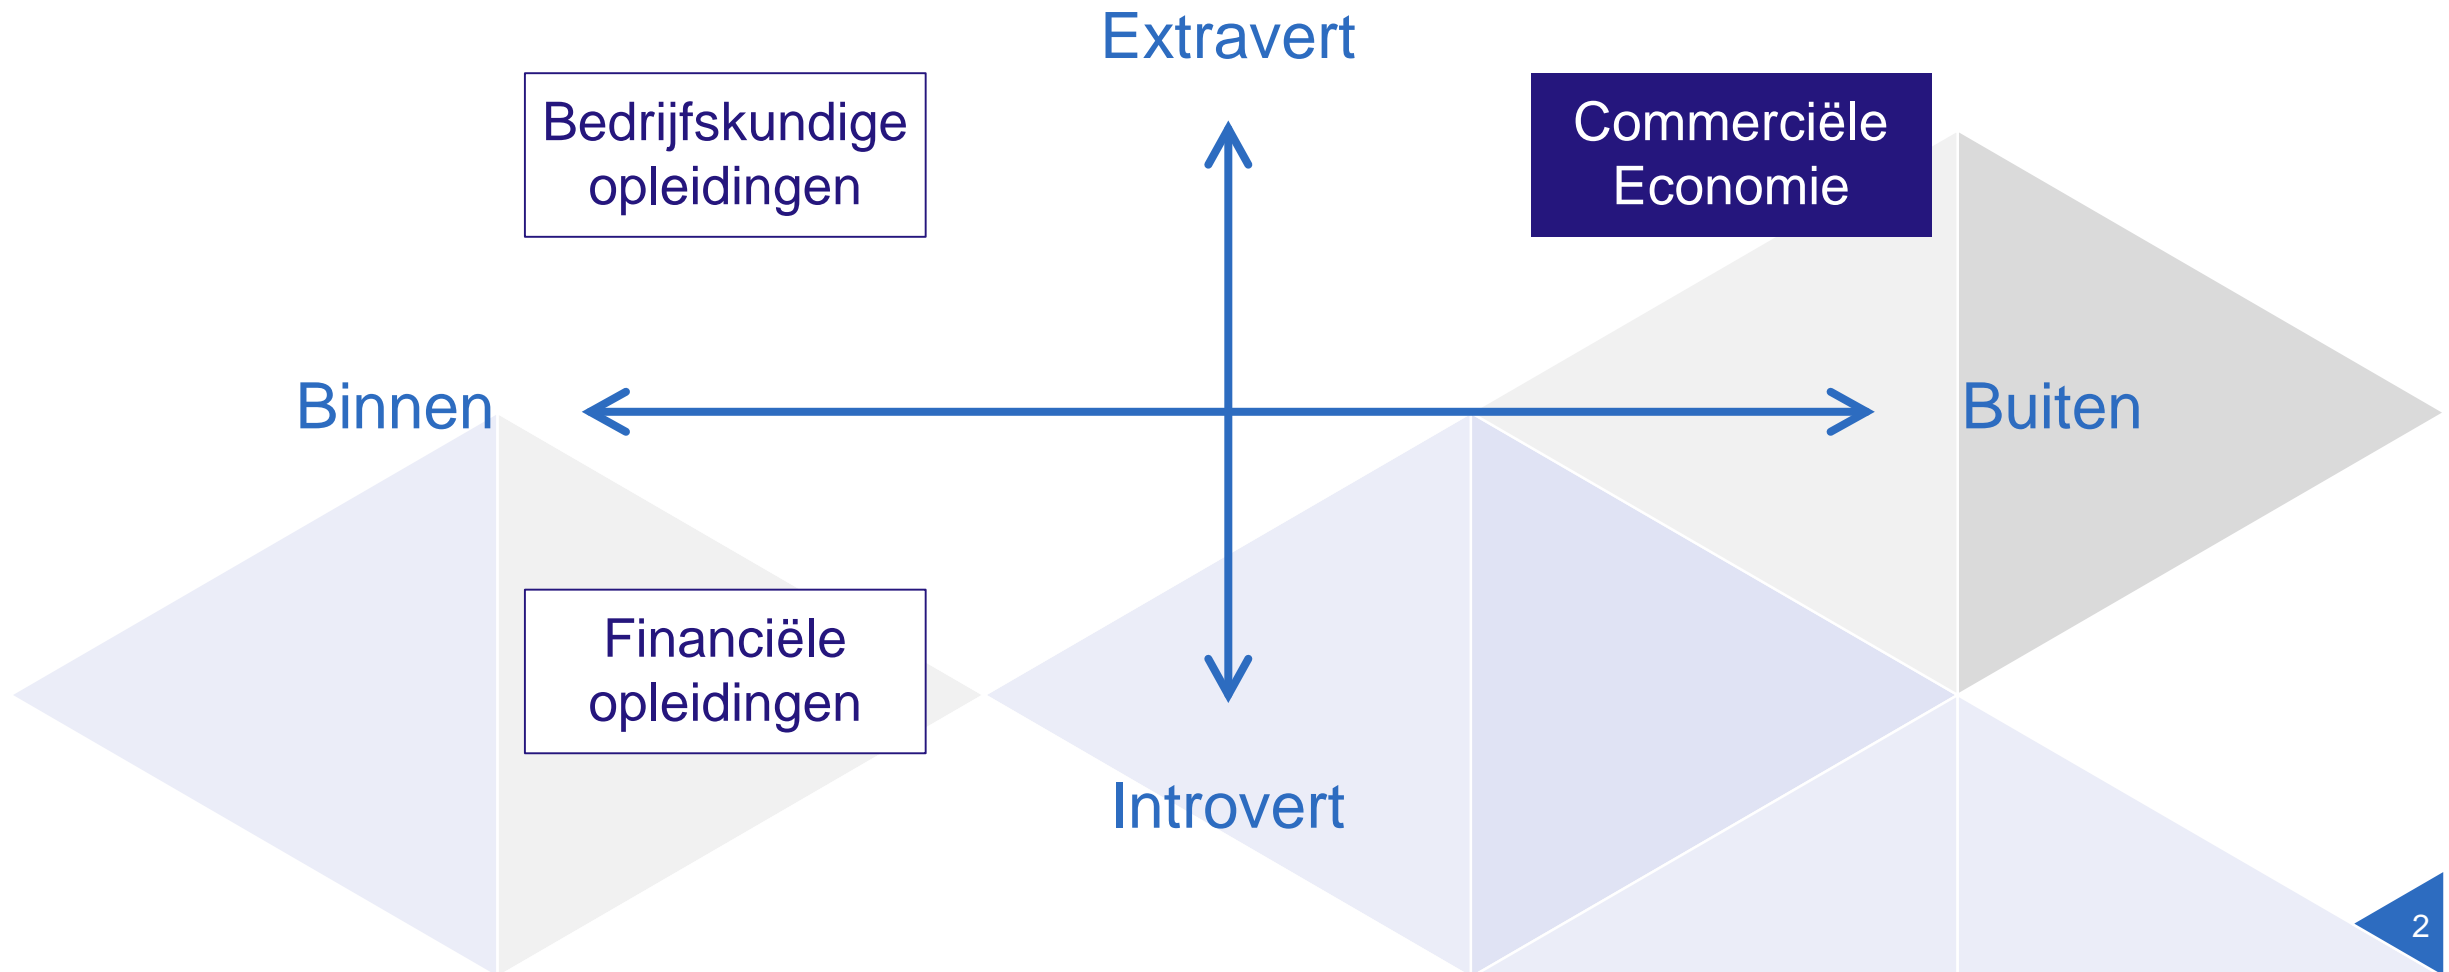 Extravert
Bedrijfskundige
opleidingen
Commerciële
Economie
Binnen
Buiten
Financiële
opleidingen
Introvert
2